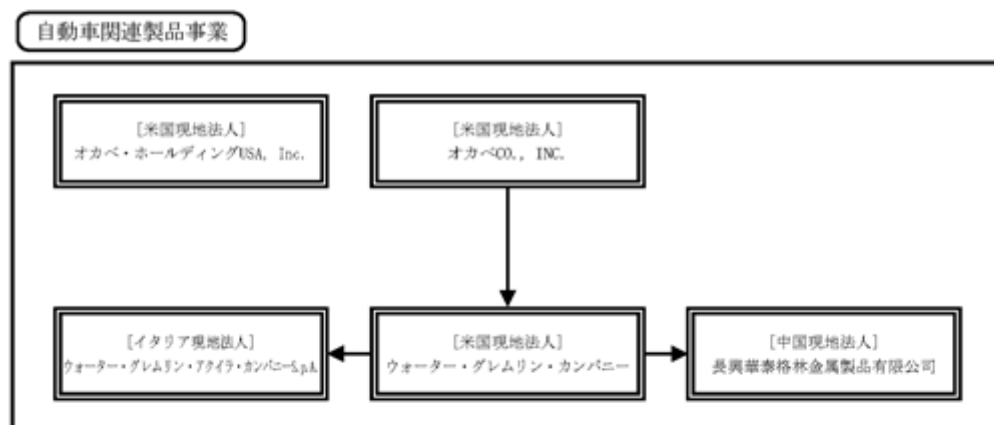 自動車関連製品事業
[米国現地法人]
オカベ・ホールディングUSA, Inc.
[米国現地法人]
オカベCO., INC.
[イタリア現地法人]
ウォーター・グレムリン・アクイラ・カンパニーS.p.A.
[米国現地法人]
ウォーター・グレムリン・カンパニー
[中国現地法人]
長興華泰格林金属製品有限公司